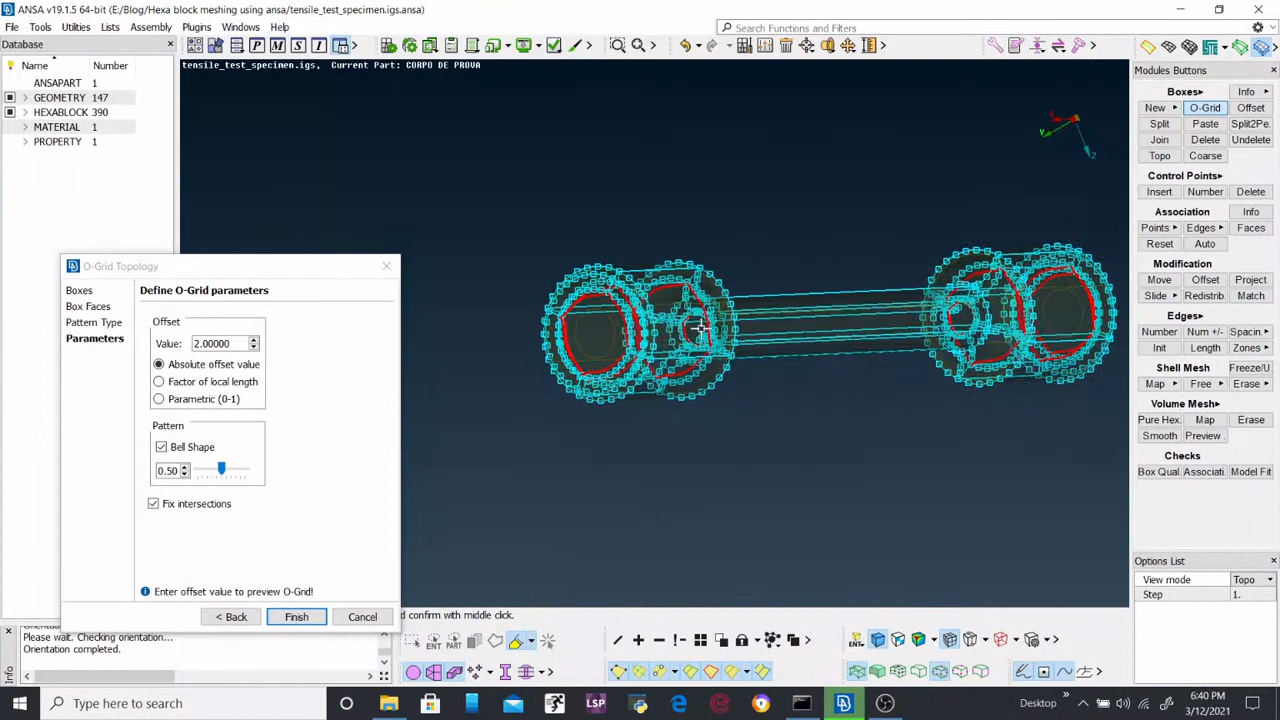 ANSA v19.1.5 64-bit (E:/Blog/Hexa block meshing using ansa/tensile_test_specimen.igs.ansa)
File Tools Utilities Lists Assembly Plugins Windows Help
Search Functions and Filters
Database
Name Number
ANSAPART 1
GEOMETRY 147
HEXABLOCK 390
MATERIAL 1
PROPERTY 1
tensile_test_specimen.igs, Current Part: CORPO DE PROVA
Y
Z
O-Grid Topology
Boxes
Box Faces
Pattern Type
Parameters
Define O-Grid parameters
Offset
Value: 2.00000
Absolute offset value
Factor of local length
Parametric (0-1)
Pattern
Bell Shape
0.50
Fix intersections
Enter offset value to preview O-Grid!
< Back Finish Cancel
d confirm with middle click.
Please wait. Checking orientation...
Orientation completed.
Info
ENT PART
ENT
Modules Buttons
Boxes Info
New O-Grid Offset
Split Paste Split2Pe.
Join Delete Undelete
Topo Coarse
Control Points
Insert Number Delete
Association Info
Points Edges Faces
Reset Auto
Modification
Move Offset Project
Slide Redistrib. Match
Edges
Number Num +/- Spacin.
Init Length Zones
Shell Mesh Freeze/U.
Map Free Erase
Volume Mesh
Pure Hex. Map Erase
Smooth Preview .
Checks
Box Qual. Associati. Model Fit
Options List
View mode Topo
Step 1.
Type here to search
LSP
Desktop
6:40 PM
3/12/2021